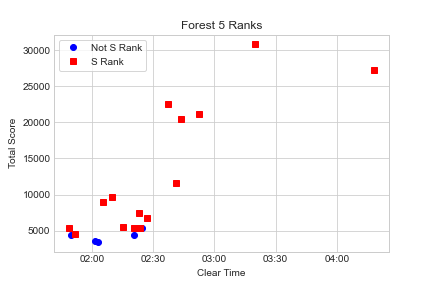 Forest 5 Ranks
Not S Rank
S Rank
Total Score
30000
25000
20000
15000
10000
5000
02:00 02:30 03:00 03:30 04:00
Clear Time